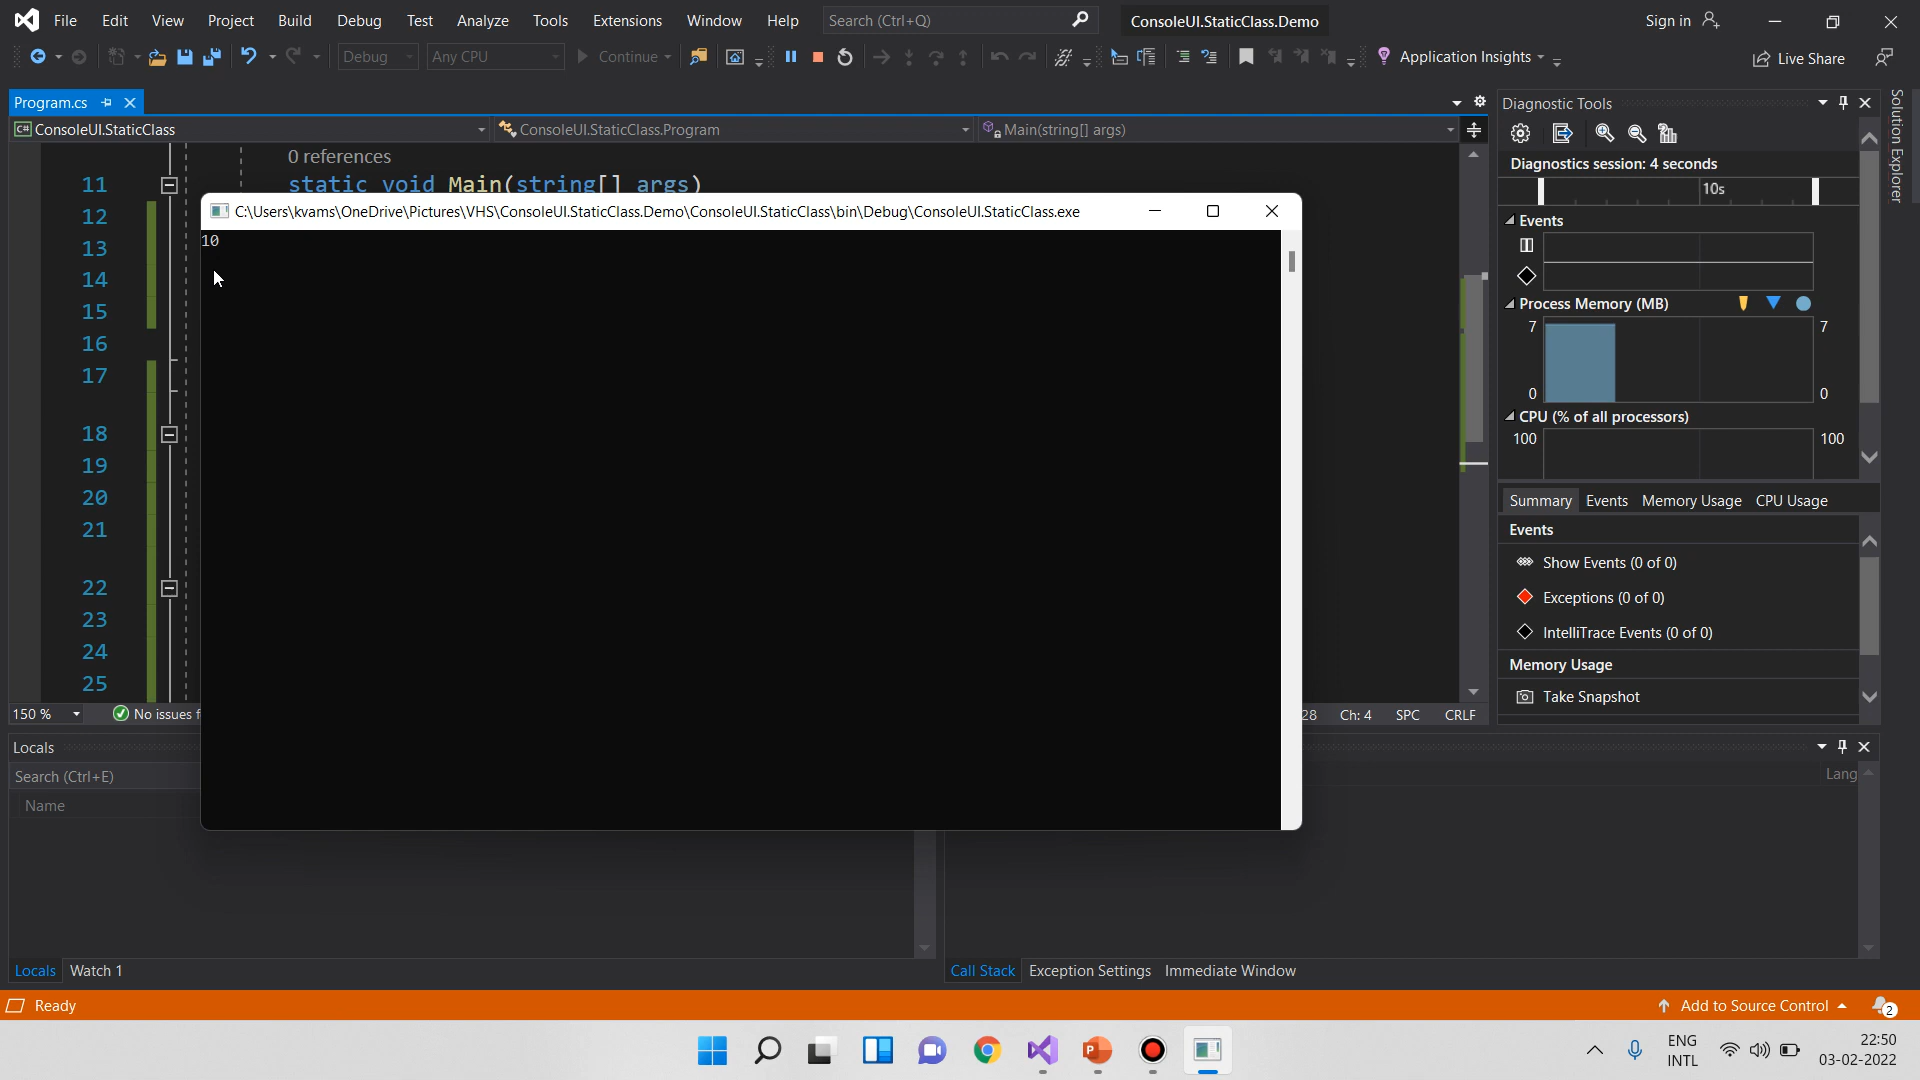 File Edit View Project Build Debug Test Analyze Tools Extensions Window Help Search (Ctrl+Q) ConsoleUI.StaticClass.Demo Sign in
Debug Any CPU Continue Application Insights Live Share
Program.cs
ConsoleUI.StaticClass ConsoleUI.StaticClass.Program Main(string[] args)
0 references
11 static void Main(string[] args)
C:\Users\kvams\OneDrive\Pictures\VHS\ConsoleUI.StaticClass.Demo\ConsoleUI.StaticClass\bin\Debug\ConsoleUI.StaticClass.exe
10
12
13
14
15
16
17
18
19
20
21
22
23
24
25
150 % No issues f
28 Ch: 4 SPC CRLF
Diagnostic Tools
Diagnostics session: 4 seconds
10s
Events
Process Memory (MB)
7 7
0 0
CPU (% of all processors)
100 100
Summary Events Memory Usage CPU Usage
Events
Show Events (0 of 0)
Exceptions (0 of 0)
IntelliTrace Events (0 of 0)
Memory Usage
Take Snapshot
Solution Explorer
Locals
Search (Ctrl+E)
Name
Lang
Locals Watch 1
Call Stack Exception Settings Immediate Window
Ready Add to Source Control 2
ENG
INTL
22:50
03-02-2022